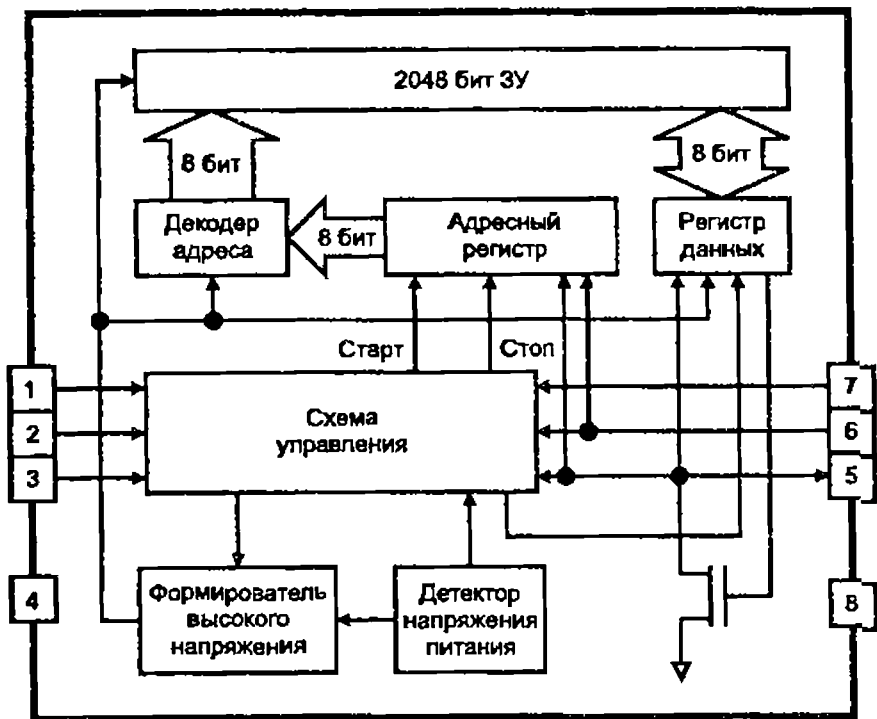 2048 бит ЗУ
8 бит
8 бит
Декодер
адреса
8 бит
Адресный
регистр
Регистр
данных
Старт
Стоп
1
2
3
Схема
управления
7
6
5
4
Формирователь
высокого
напряжения
Детектор
напряжения
питания
8